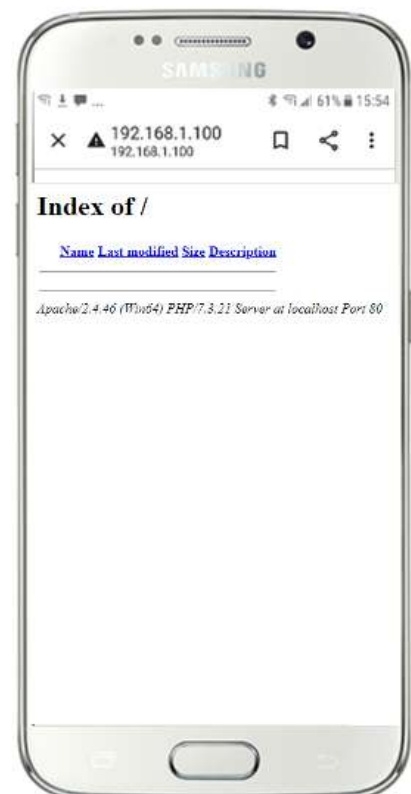 SAMSUNG
... 61% 15:54
192.168.1.100
192.168.1.100
Index of /
Name Last modified Size Description
Apache/2.4.46 (Win64) PHP/7.3.21 Server at localhost Port 80